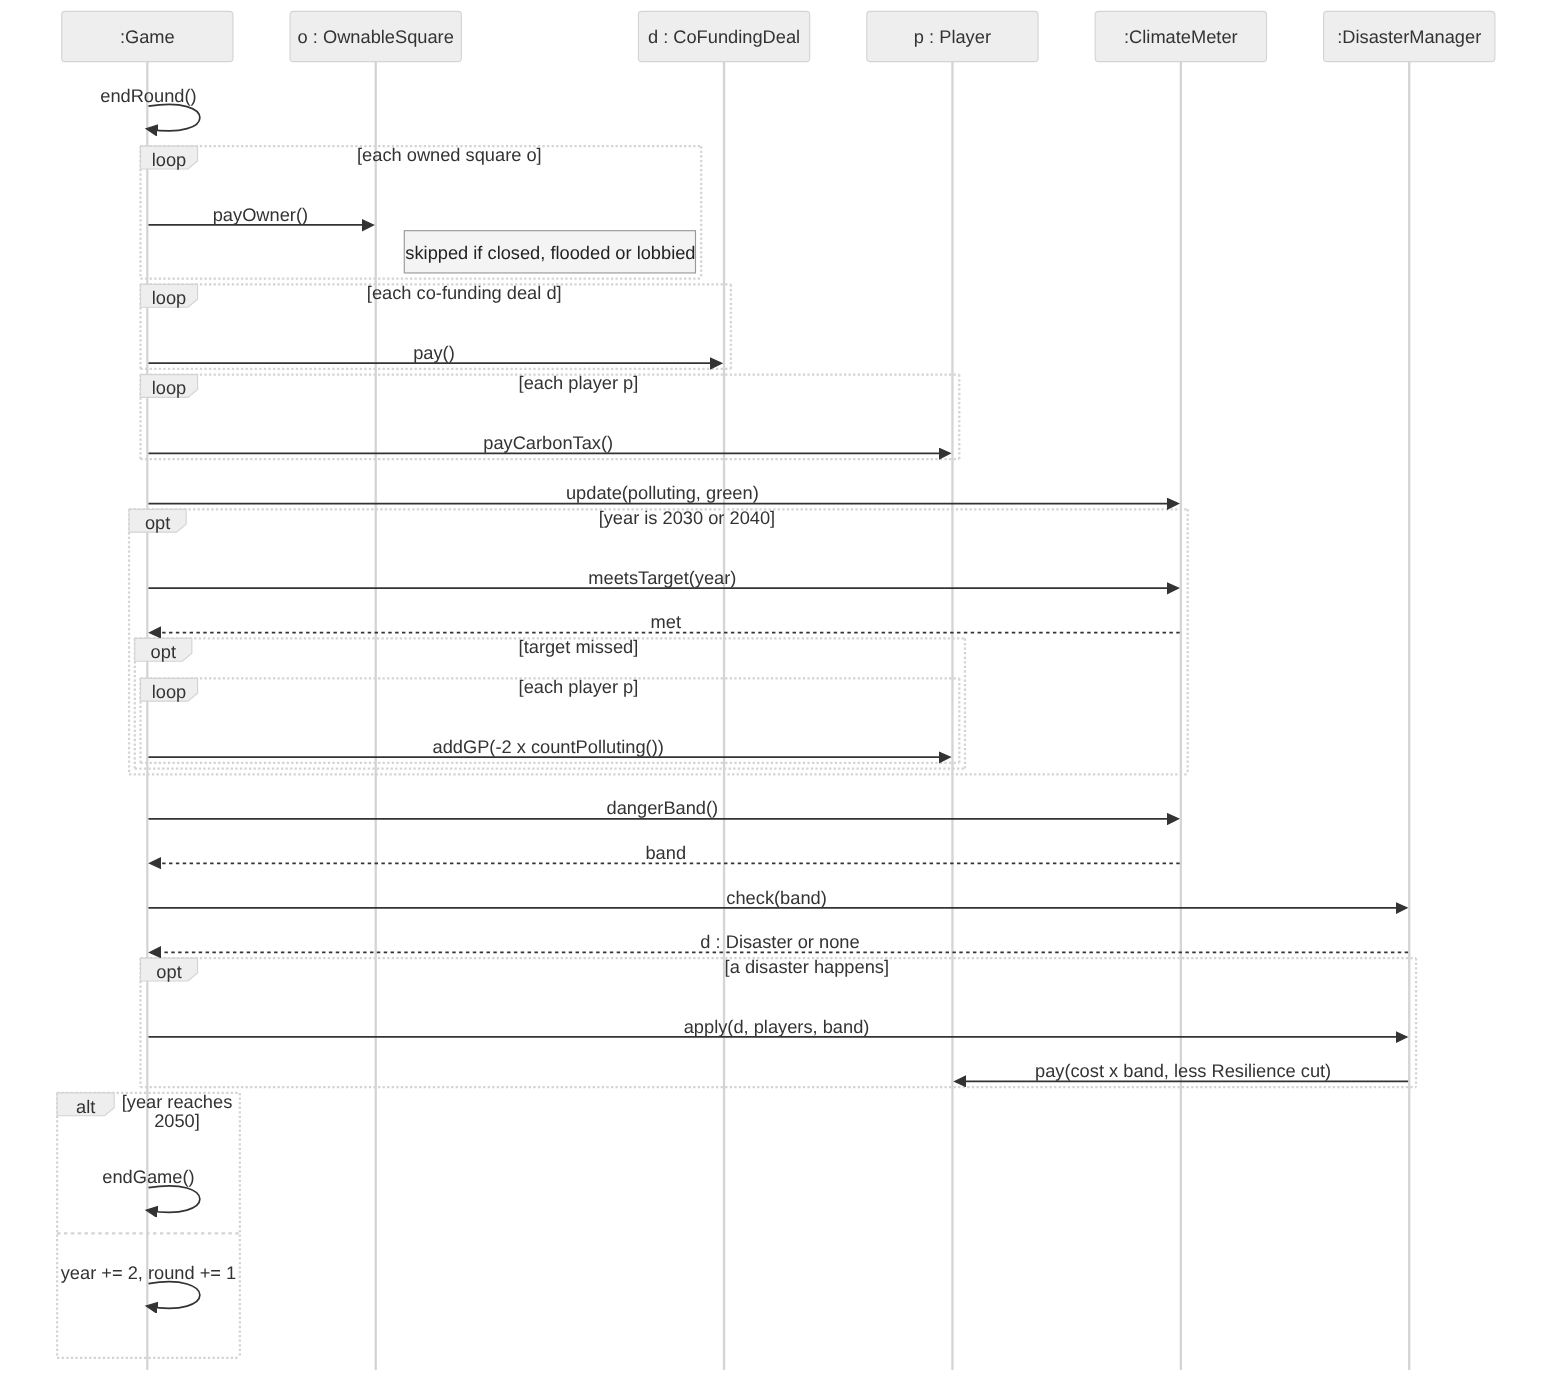 :Game
o : OwnableSquare
d : CoFundingDeal
p : Player
:ClimateMeter
:DisasterManager
endRound()
loop
[each owned square o]
payOwner()
skipped if closed, flooded or lobbied
loop
[each co-funding deal d]
pay()
loop
[each player p]
payCarbonTax()
update(polluting, green)
opt
[year is 2030 or 2040]
meetsTarget(year)
met
opt
[target missed]
loop
[each player p]
addGP(-2 x countPolluting())
dangerBand()
band
check(band)
d : Disaster or none
opt
[a disaster happens]
apply(d, players, band)
pay(cost x band, less Resilience cut)
alt
[year reaches
2050]
endGame()
year += 2, round += 1